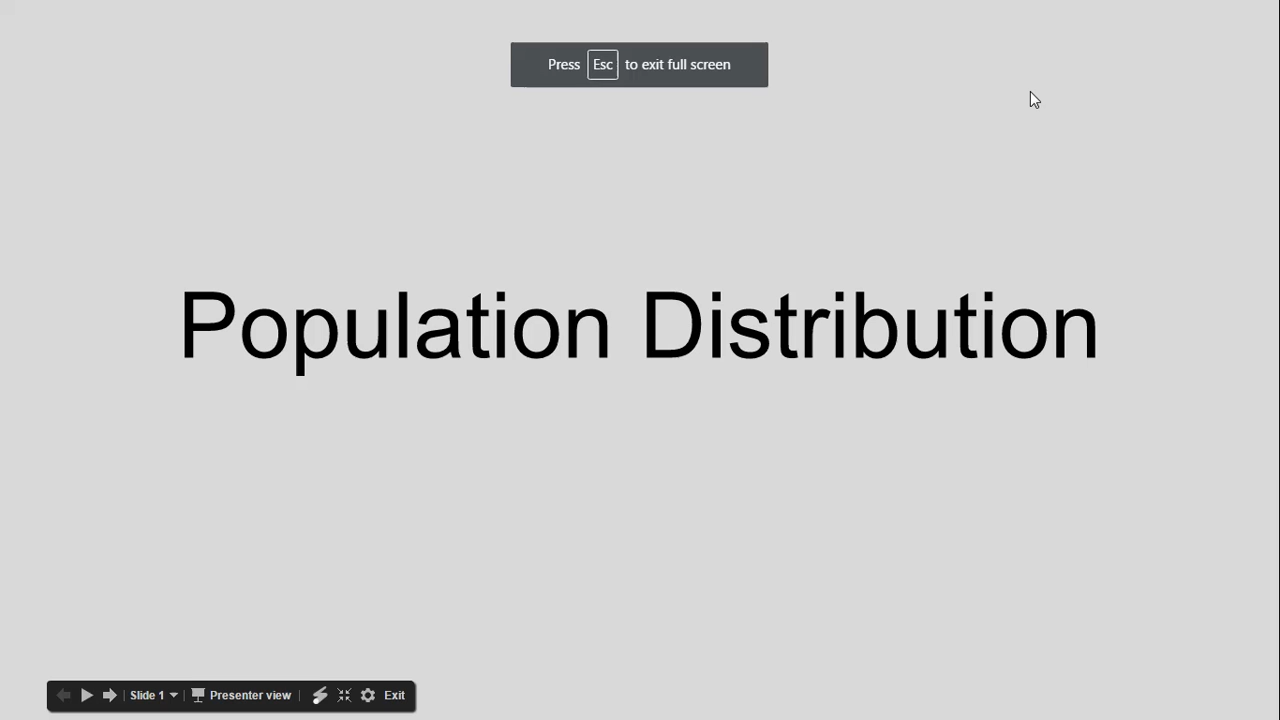 Press Esc to exit full screen
Population Distribution
Slide 1 Presenter view Exit